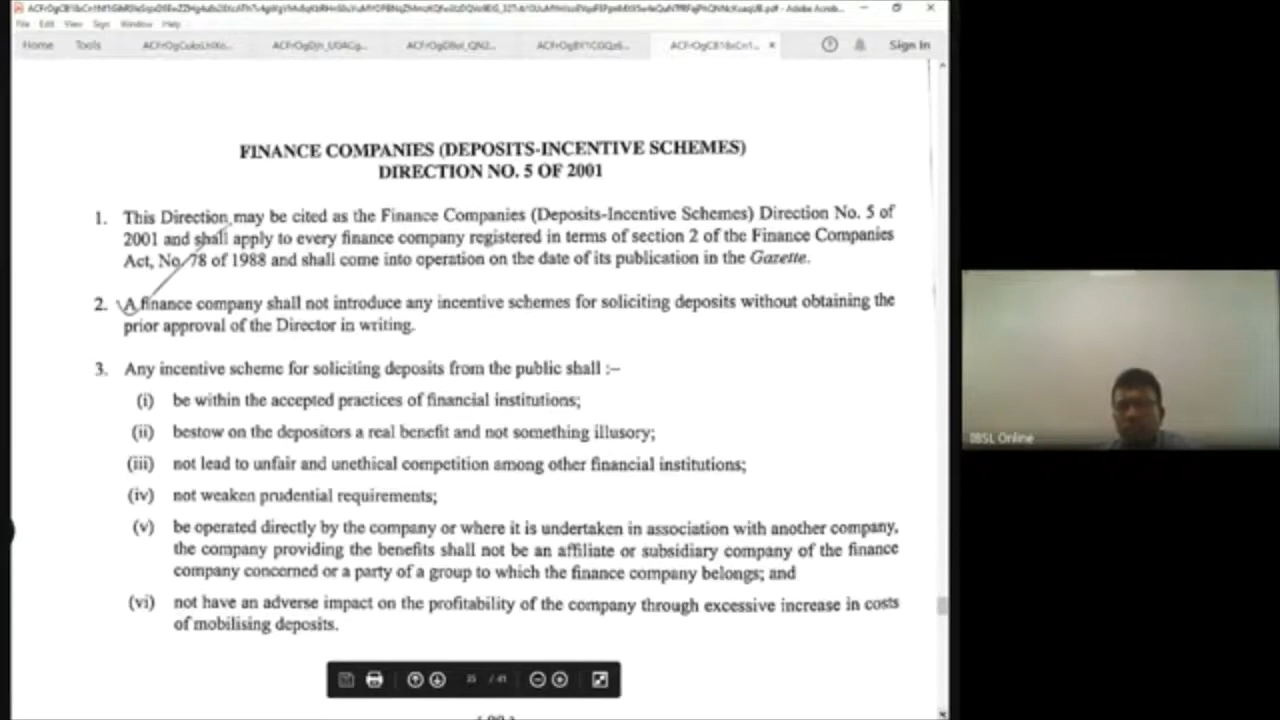 Adobe Acrob...
File Edit View Sign Window Help
Home Tools Sign In
FINANCE COMPANIES (DEPOSITS-INCENTIVE SCHEMES)
DIRECTION NO. 5 OF 2001
1. This Direction may be cited as the Finance Companies (Deposits-Incentive Schemes) Direction No. 5 of
2001 and shall apply to every finance company registered in terms of section 2 of the Finance Companies
Act, No. 78 of 1988 and shall come into operation on the date of its publication in the Gazette.
2. A finance company shall not introduce any incentive schemes for soliciting deposits without obtaining the
prior approval of the Director in writing.
3. Any incentive scheme for soliciting deposits from the public shall :–
(i) be within the accepted practices of financial institutions;
(ii) bestow on the depositors a real benefit and not something illusory;
(iii) not lead to unfair and unethical competition among other financial institutions;
(iv) not weaken prudential requirements;
(v) be operated directly by the company or where it is undertaken in association with another company,
the company providing the benefits shall not be an affiliate or subsidiary company of the finance
company concerned or a party of a group to which the finance company belongs; and
(vi) not have an adverse impact on the profitability of the company through excessive increase in costs
of mobilising deposits.
IBSL Online